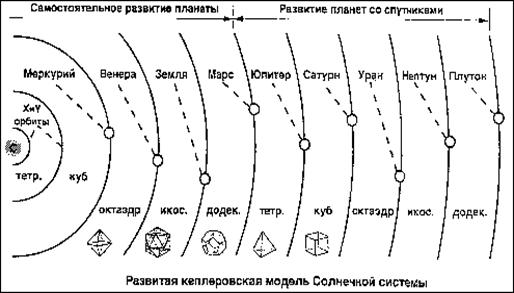 Самостоятельное развитие планеты
Развитие планет со спутниками
Меркурий Венера Земля Марс Юпитер Сатурн Уран Нептун Плутон
X и Y
орбиты
тетр. куб
октаэдр икос. додек. тетр. куб октаэдр икос. додек.
Развитая кеплеровская модель Солнечной системы